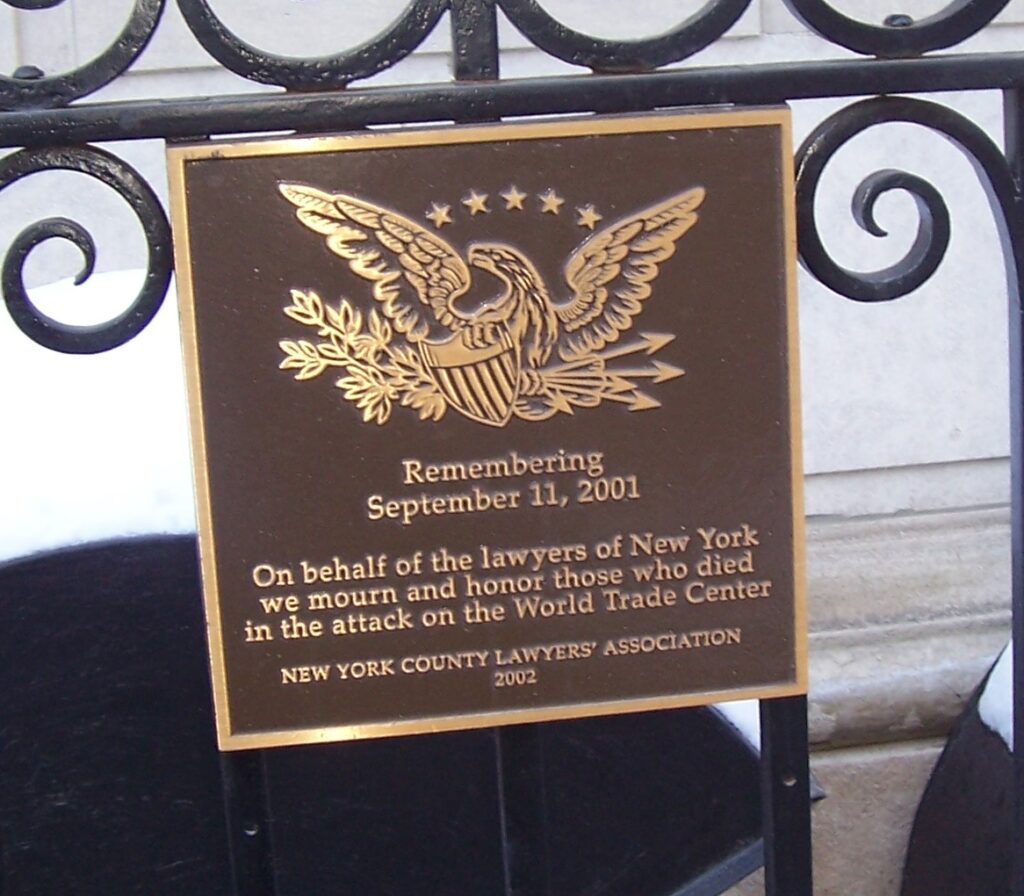 Remembering
September 11, 2001
On behalf of the lawyers of New York
we mourn and honor those who died
in the attack on the World Trade Center
NEW YORK COUNTY LAWYERS' ASSOCIATION
2002